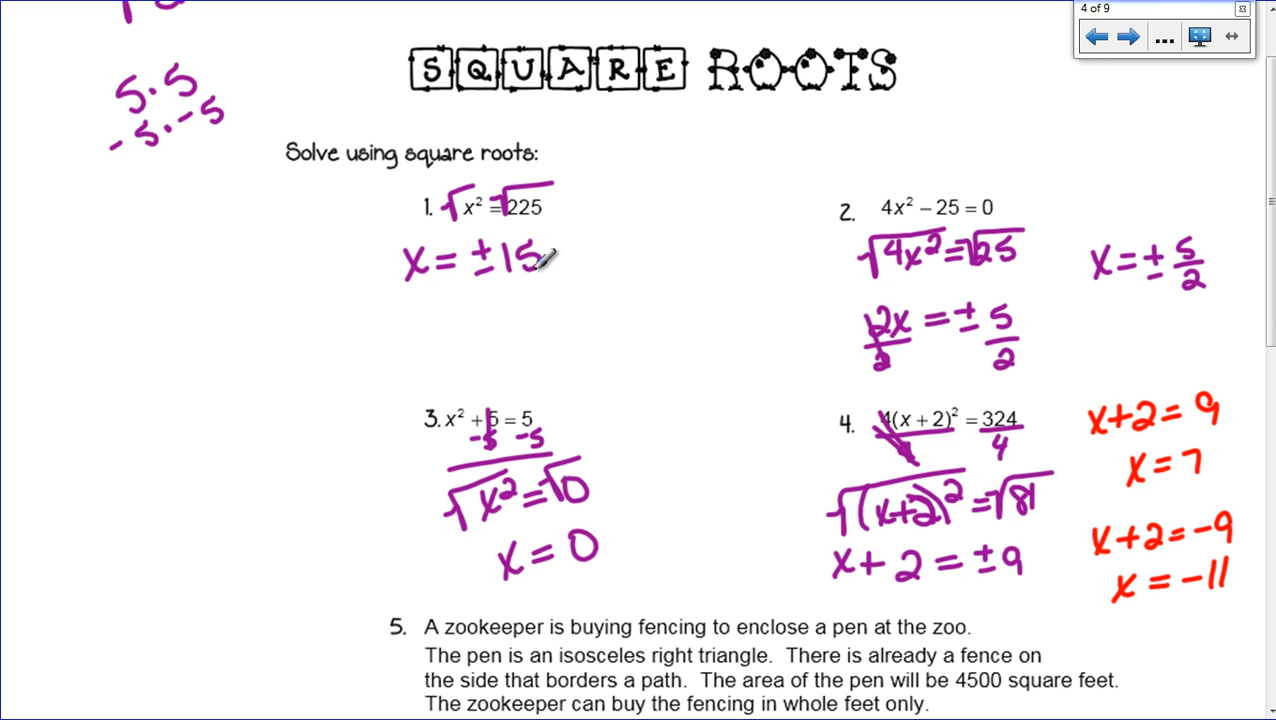 4 of 9
SQUARE ROOTS
5·5
-5·-5
Solve using square roots:
1. √x² = √225
x = ±15
2. 4x² − 25 = 0
√4x² = √25
2x = ± 5
2 2
x = ± 5/2
3. x² + 5 = 5
-5 -5
√x² = √0
x = 0
4. 4(x + 2)² = 324
4 4
√(x+2)² = √81
x + 2 = ±9
x+2 = 9
x = 7
x+2 = -9
x = -11
5. A zookeeper is buying fencing to enclose a pen at the zoo.
The pen is an isosceles right triangle. There is already a fence on
the side that borders a path. The area of the pen will be 4500 square feet.
The zookeeper can buy the fencing in whole feet only.